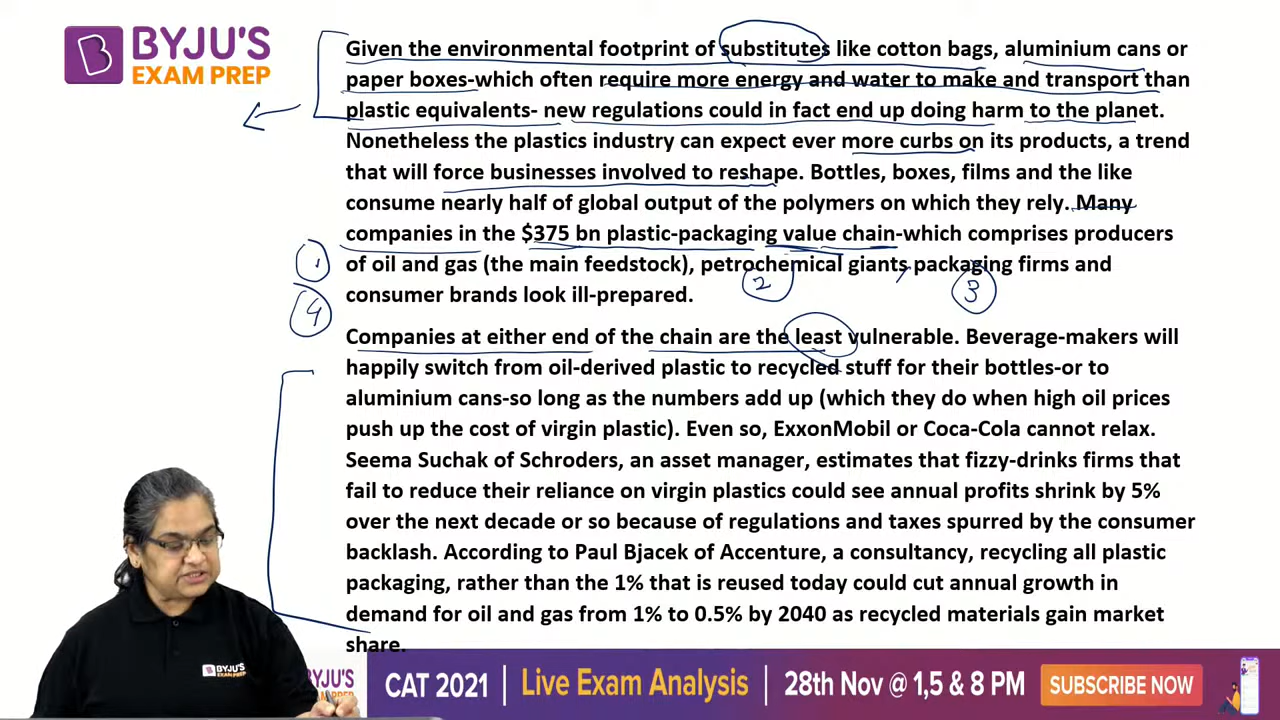 BYJU'S
EXAM PREP
Given the environmental footprint of substitutes like cotton bags, aluminium cans or
paper boxes-which often require more energy and water to make and transport than
plastic equivalents- new regulations could in fact end up doing harm to the planet.
Nonetheless the plastics industry can expect ever more curbs on its products, a trend
that will force businesses involved to reshape. Bottles, boxes, films and the like
consume nearly half of global output of the polymers on which they rely. Many
companies in the $375 bn plastic-packaging value chain-which comprises producers
of oil and gas (the main feedstock), petrochemical giants, packaging firms and
consumer brands look ill-prepared.
1
2
3
4
Companies at either end of the chain are the least vulnerable. Beverage-makers will
happily switch from oil-derived plastic to recycled stuff for their bottles-or to
aluminium cans-so long as the numbers add up (which they do when high oil prices
push up the cost of virgin plastic). Even so, ExxonMobil or Coca-Cola cannot relax.
Seema Suchak of Schroders, an asset manager, estimates that fizzy-drinks firms that
fail to reduce their reliance on virgin plastics could see annual profits shrink by 5%
over the next decade or so because of regulations and taxes spurred by the consumer
backlash. According to Paul Bjacek of Accenture, a consultancy, recycling all plastic
packaging, rather than the 1% that is reused today could cut annual growth in
demand for oil and gas from 1% to 0.5% by 2040 as recycled materials gain market
share.
BYJU'S
EXAM PREP
BYJU'S
EXAM PREP
CAT 2021 | Live Exam Analysis | 28th Nov @ 1,5 & 8 PM
SUBSCRIBE NOW